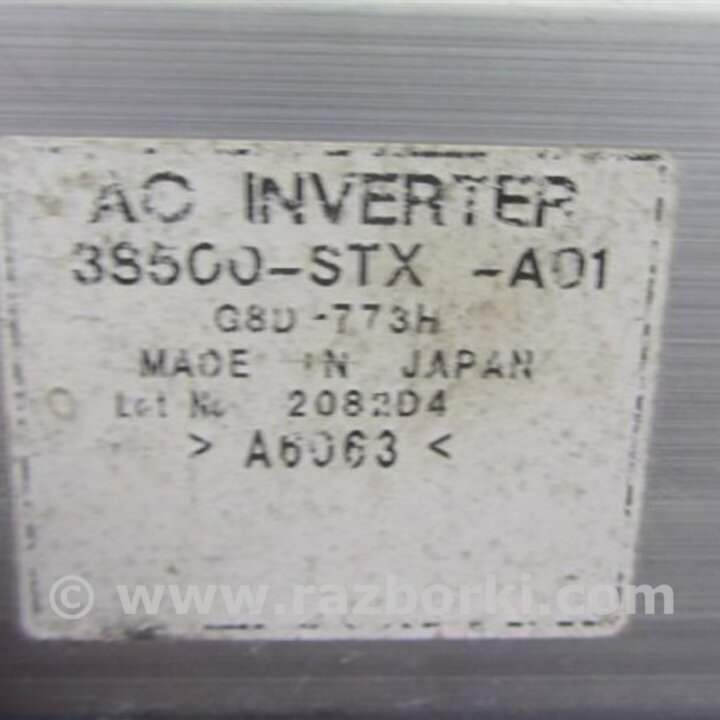 AC INVERTER
38500-STX -A01
G8D-773H
MADE IN JAPAN
Lot No 2082D4
> A6063 <
© www.razborki.com